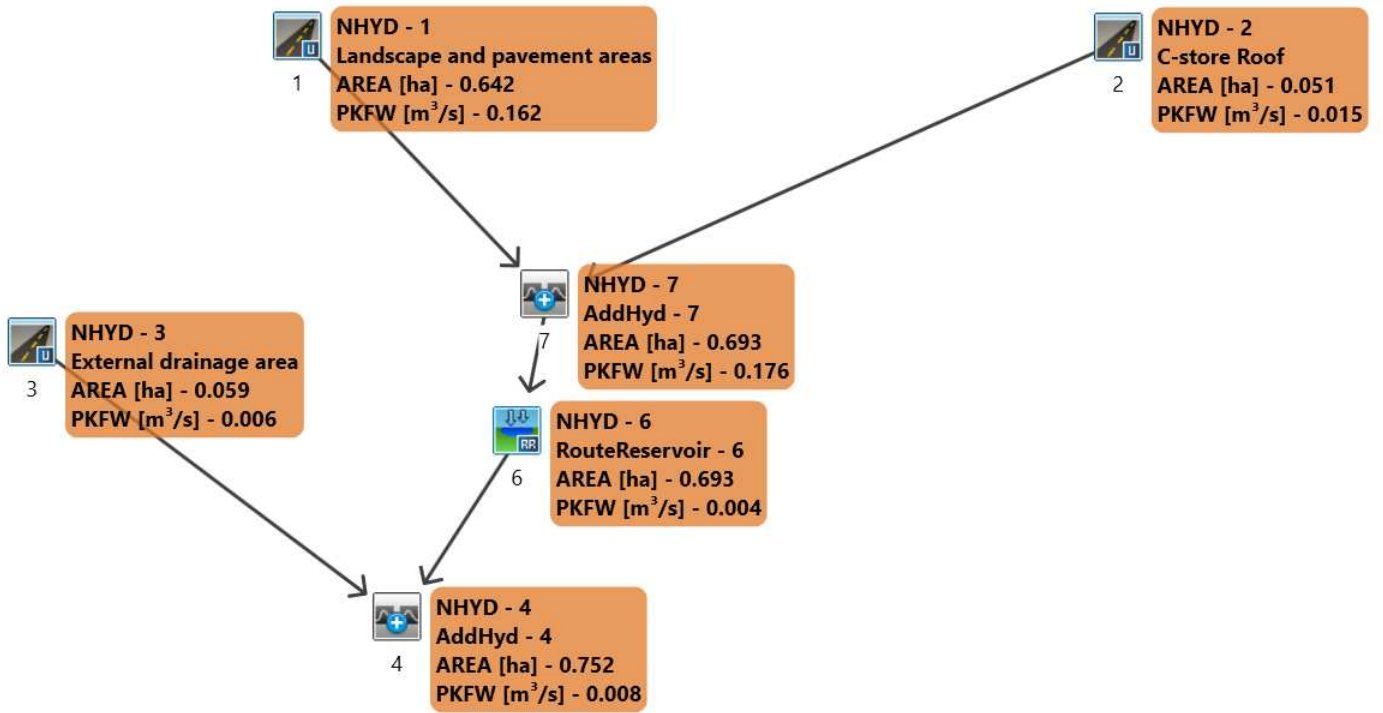 NHYD - 1
Landscape and pavement areas
AREA [ha] - 0.642
PKFW [m³/s] - 0.162
U
1
NHYD - 2
C-store Roof
AREA [ha] - 0.051
PKFW [m³/s] - 0.015
U
2
NHYD - 7
AddHyd - 7
AREA [ha] - 0.693
PKFW [m³/s] - 0.176
7
NHYD - 3
External drainage area
AREA [ha] - 0.059
PKFW [m³/s] - 0.006
U
3
NHYD - 6
RouteReservoir - 6
AREA [ha] - 0.693
PKFW [m³/s] - 0.004
RR
6
NHYD - 4
AddHyd - 4
AREA [ha] - 0.752
PKFW [m³/s] - 0.008
4